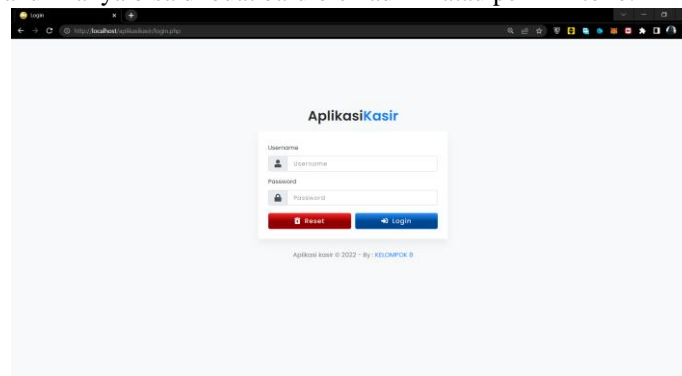 Login
http://localhost/aplikasikasir/login.php
AplikasiKasir
Username
Username
Password
Password
Reset Login
Aplikasi kasir © 2022 - By : KELOMPOK 8